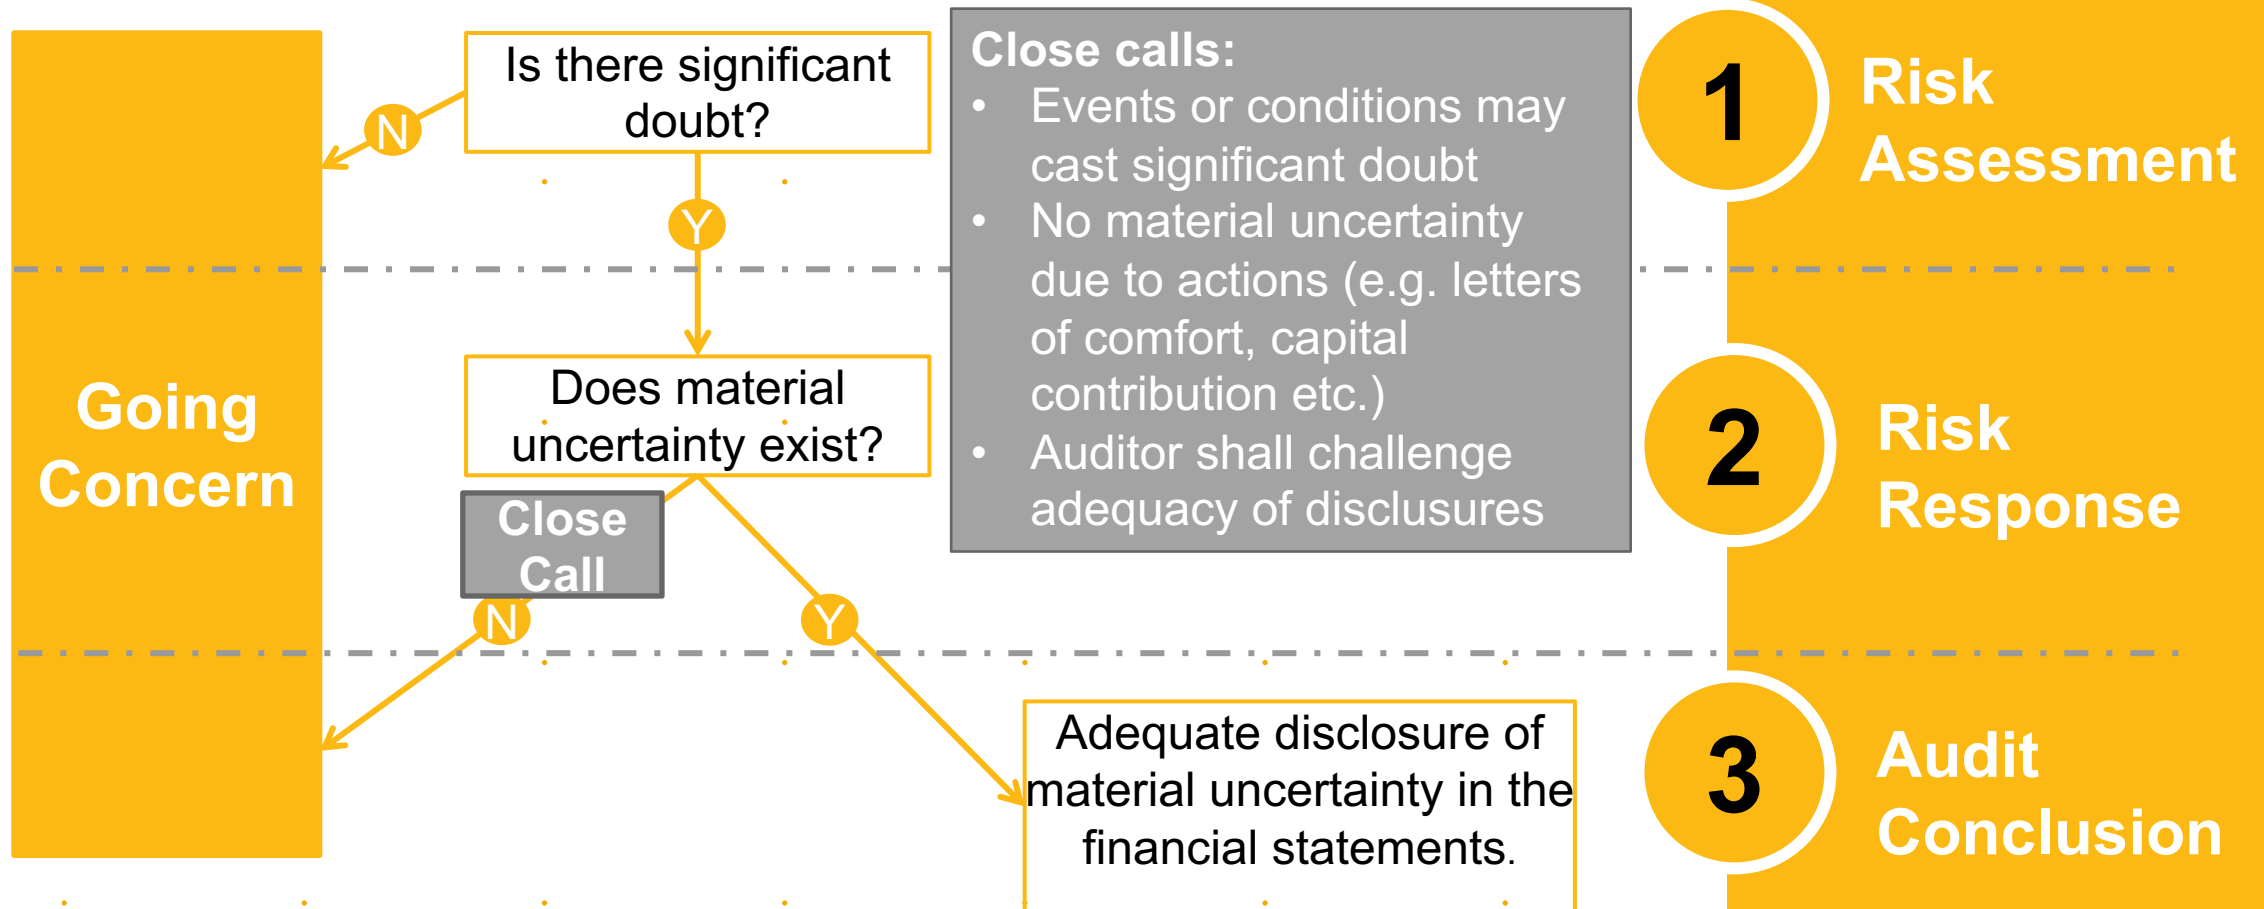 Is there significant
doubt?
N
Y
Going
Concern
Does material
uncertainty exist?
Close
Call
N
Y
Adequate disclosure of
material uncertainty in the
financial statements.
Close calls:
• Events or conditions may
cast significant doubt
• No material uncertainty
due to actions (e.g. letters
of comfort, capital
contribution etc.)
• Auditor shall challenge
adequacy of disclusures
1
Risk
Assessment
2
Risk
Response
3
Audit
Conclusion